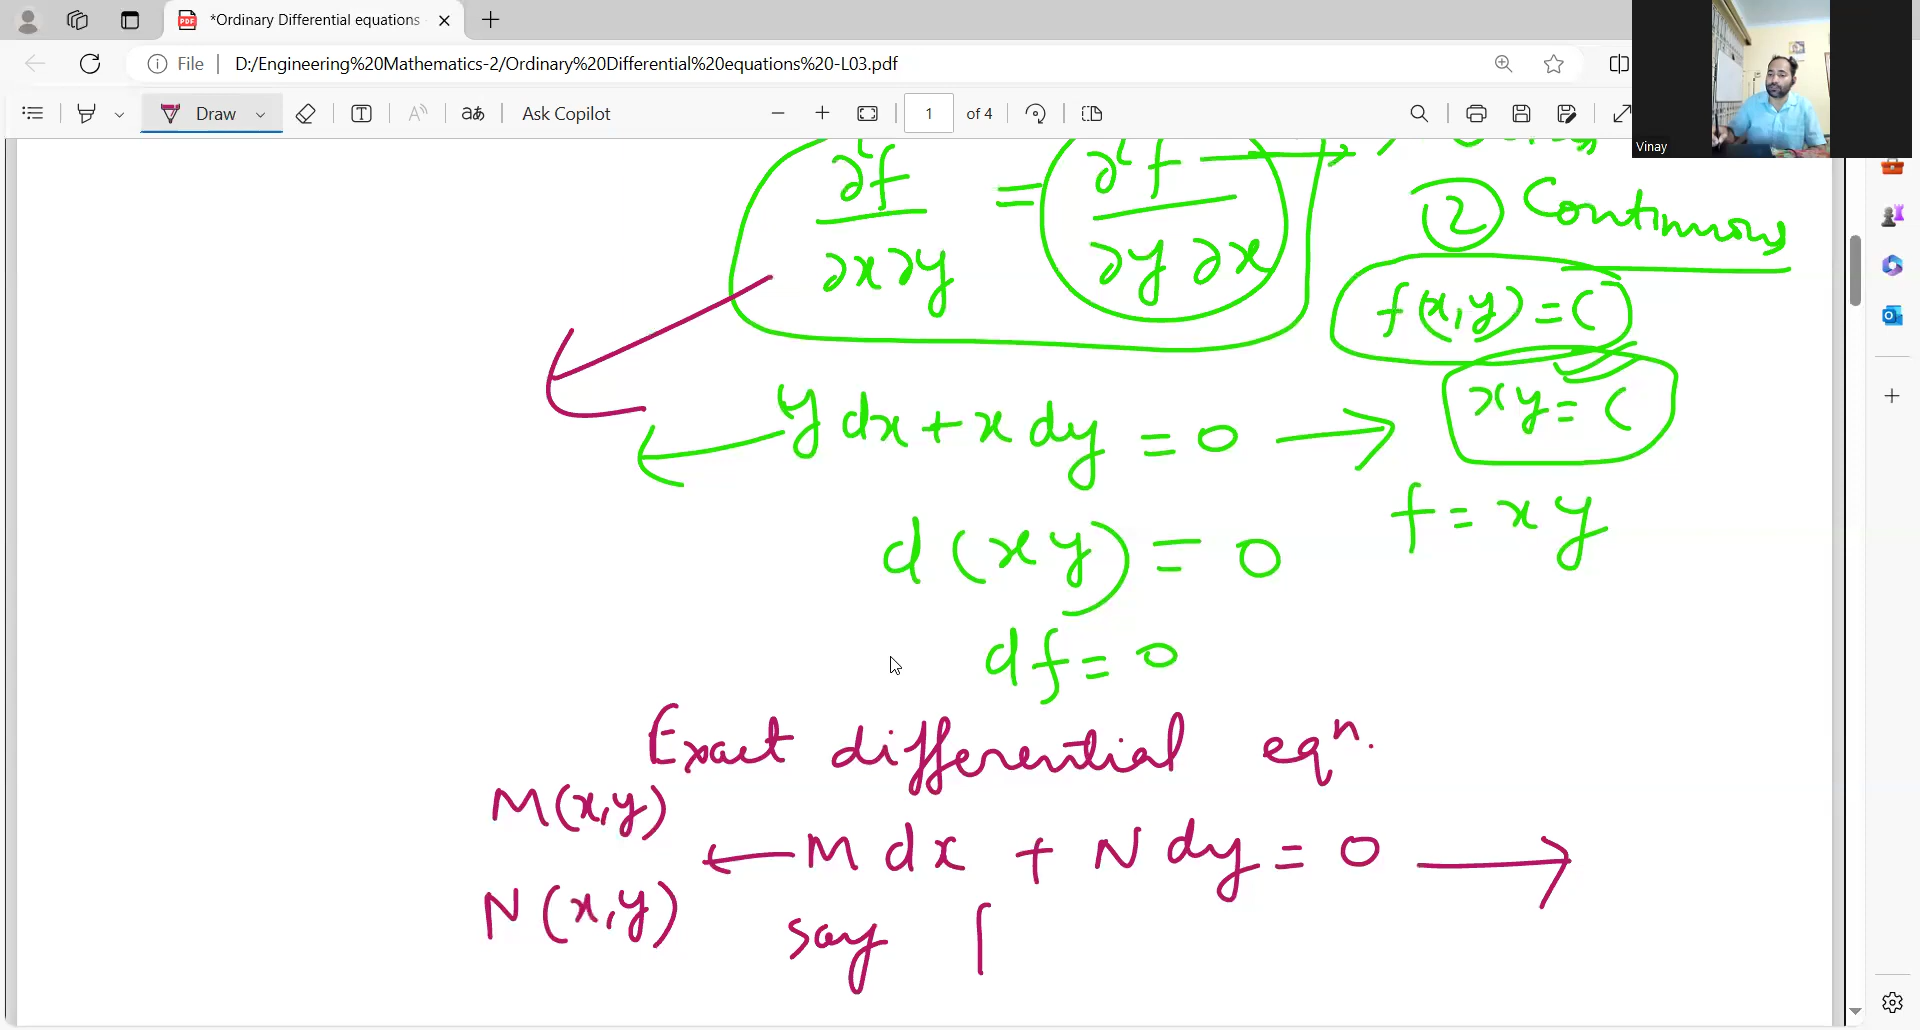 *Ordinary Differential equations
File
D:/Engineering%20Mathematics-2/Ordinary%20Differential%20equations%20-L03.pdf
Draw
Ask Copilot
1 of 4
Vinay
∂²f/∂x∂y = ∂²f/∂y∂x
② Continuous
f(x,y) = C
xy = C
y dx + x dy = 0
f = xy
d(xy) = 0
df = 0
Exact differential eqⁿ.
M(x,y)
M dx + N dy = 0
N(x,y)
say